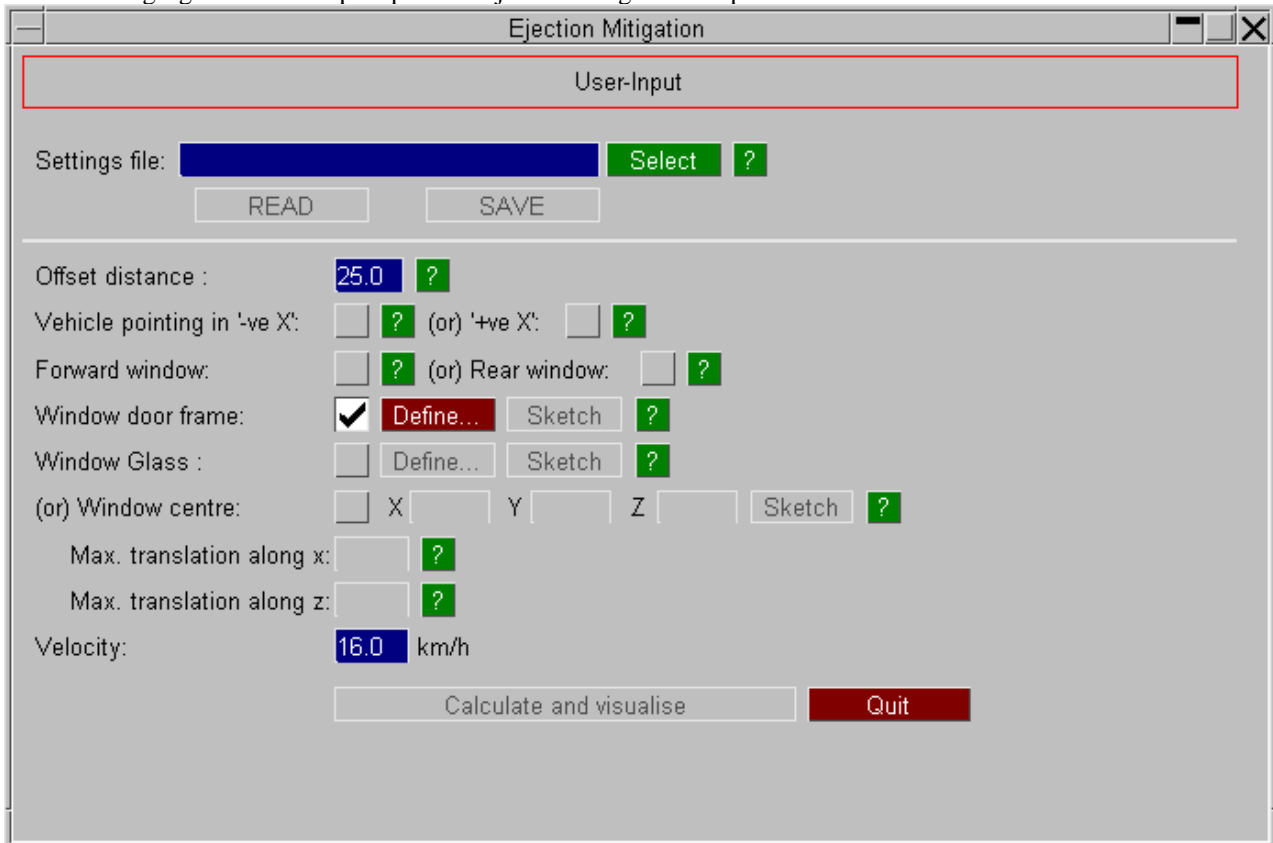 Ejection Mitigation
User-Input
Settings file: Select ?
READ SAVE
Offset distance : 25.0 ?
Vehicle pointing in '-ve X': ? (or) '+ve X': ?
Forward window: ? (or) Rear window: ?
Window door frame: Define... Sketch ?
Window Glass : Define... Sketch ?
(or) Window centre: X Y Z Sketch ?
Max. translation along x: ?
Max. translation along z: ?
Velocity: 16.0 km/h
Calculate and visualise Quit